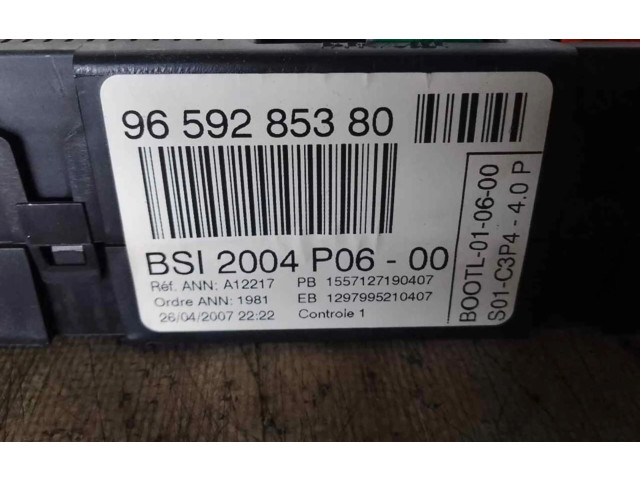 96 592 853 80
BSI 2004 P06 - 00
Réf. ANN: A12217 PB 1557127190407
Ordre ANN: 1981 EB 1297995210407
26/04/2007 22:22 Controle 1
BOOTL-01-06-00
S01-C3P4 - 4.0 P